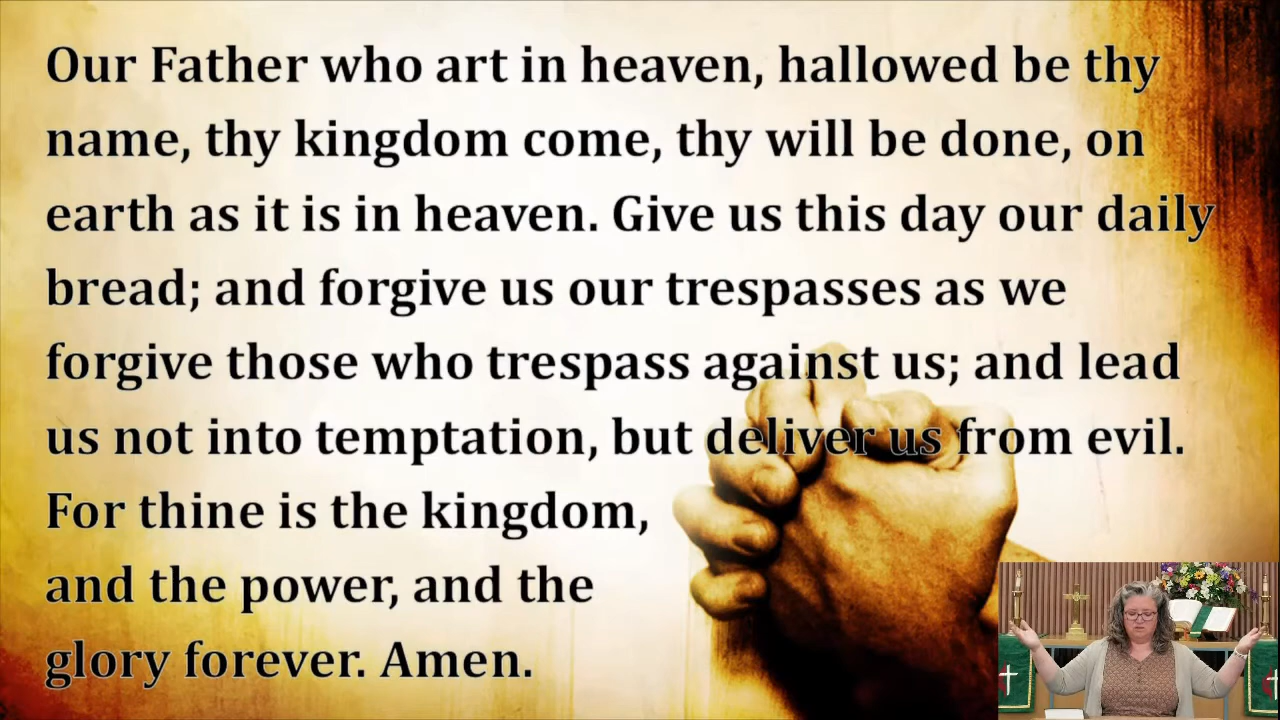 Our Father who art in heaven, hallowed be thy
name, thy kingdom come, thy will be done, on
earth as it is in heaven. Give us this day our daily
bread; and forgive us our trespasses as we
forgive those who trespass against us; and lead
us not into temptation, but deliver us from evil.
For thine is the kingdom,
and the power, and the
glory forever. Amen.